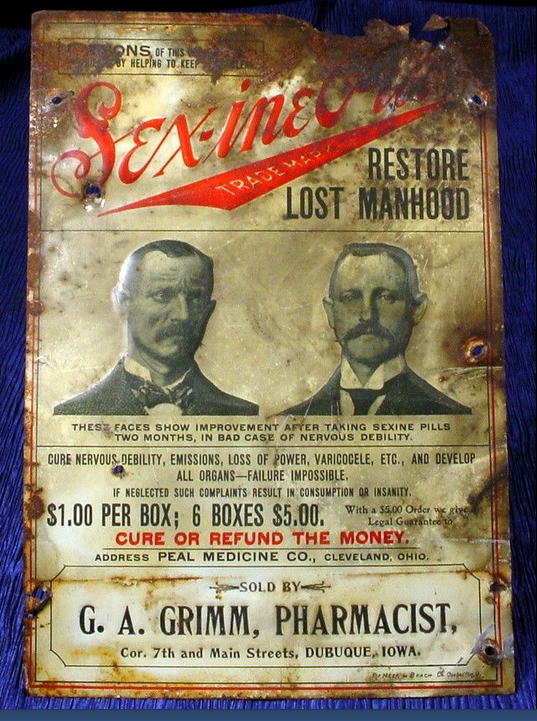 OF THIS
BY HELPING TO KEEP
SEX-INE
TRADE MARK
RESTORE
LOST MANHOOD
THESE FACES SHOW IMPROVEMENT AFTER TAKING SEXINE PILLS
TWO MONTHS, IN BAD CASE OF NERVOUS DEBILITY.
CURE NERVOUS DEBILITY, EMISSIONS, LOSS OF POWER, VARICOCELE, ETC., AND DEVELOP
ALL ORGANS—FAILURE IMPOSSIBLE.
IF NEGLECTED SUCH COMPLAINTS RESULT IN CONSUMPTION OR INSANITY.
$1.00 PER BOX; 6 BOXES $5.00.
With a $5.00 Order we give
Legal Guarantee to
CURE OR REFUND THE MONEY.
ADDRESS PEAL MEDICINE CO., CLEVELAND, OHIO.
SOLD BY
G. A. GRIMM, PHARMACIST,
Cor. 7th and Main Streets, DUBUQUE, IOWA.